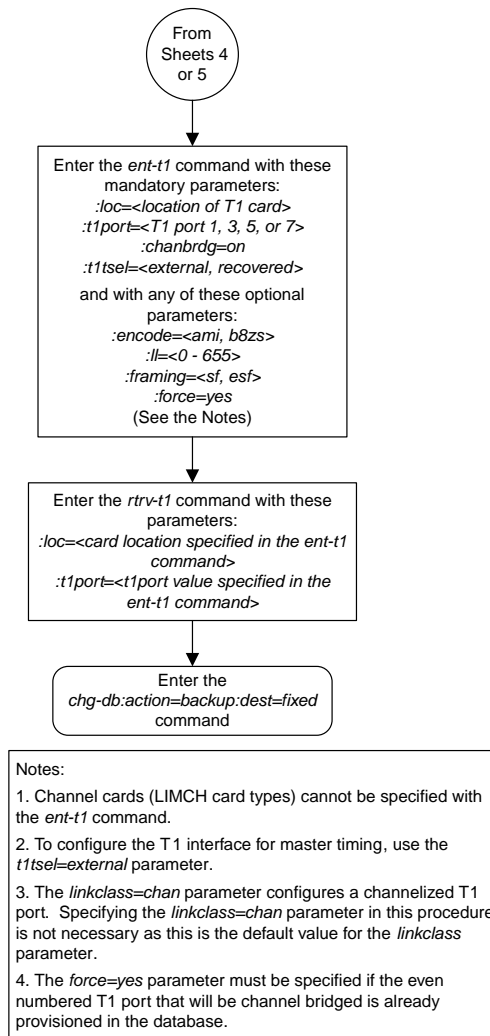 From
Sheets 4
or 5
Enter the ent-t1 command with these
mandatory parameters:
:loc=<location of T1 card>
:t1port=<T1 port 1, 3, 5, or 7>
:chanbrdg=on
:t1tsel=<external, recovered>
and with any of these optional
parameters:
:encode=<ami, b8zs>
:ll=<0 - 655>
:framing=<sf, esf>
:force=yes
(See the Notes)
Enter the rtrv-t1 command with these
parameters:
:loc=<card location specified in the ent-t1
command>
:t1port=<t1port value specified in the
ent-t1 command>
Enter the
chg-db:action=backup:dest=fixed
command
Notes:
1. Channel cards (LIMCH card types) cannot be specified with
the ent-t1 command.
2. To configure the T1 interface for master timing, use the
t1tsel=external parameter.
3. The linkclass=chan parameter configures a channelized T1
port. Specifying the linkclass=chan parameter in this procedure
is not necessary as this is the default value for the linkclass
parameter.
4. The force=yes parameter must be specified if the even
numbered T1 port that will be channel bridged is already
provisioned in the database.